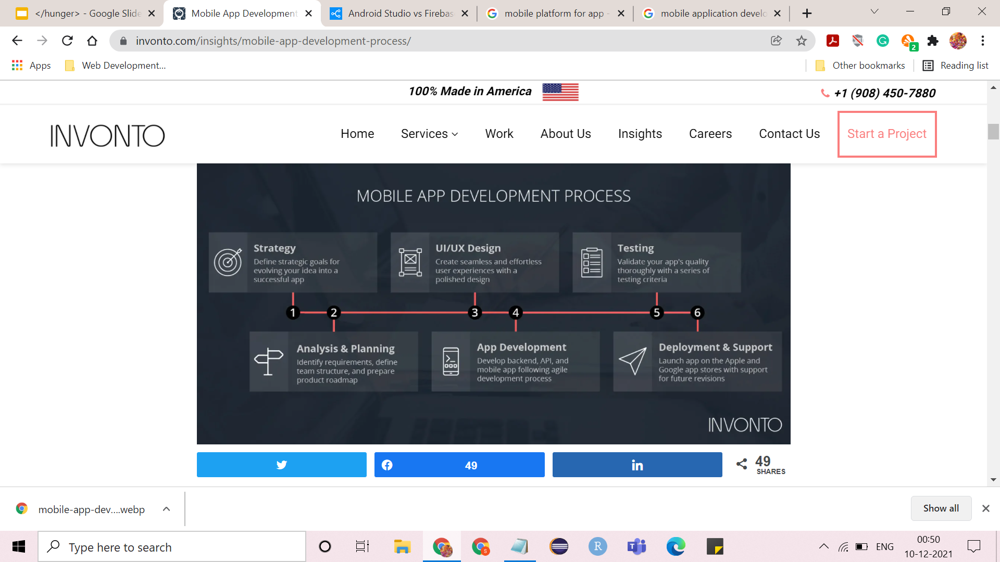 </hunger> - Google Slide
Mobile App Development
Android Studio vs Firebas
mobile platform for app -
mobile application develo
invonto.com/insights/mobile-app-development-process/
2
Apps
Web Development...
Other bookmarks
Reading list
100% Made in America
+1 (908) 450-7880
INVONTO
Home
Services
Work
About Us
Insights
Careers
Contact Us
Start a Project
MOBILE APP DEVELOPMENT PROCESS
Strategy
Define strategic goals for
evolving your idea into a
successful app
UI/UX Design
Create seamless and effortless
user experiences with a
polished design
Testing
Validate your app's quality
thoroughly with a series of
testing criteria
1 2 3 4 5 6
Analysis & Planning
Identify requirements, define
team structure, and prepare
product roadmap
App Development
Develop backend, API, and
mobile app following agile
development process
Deployment & Support
Launch app on the Apple and
Google app stores with support
for future revisions
INVONTO
49
in
49
SHARES
mobile-app-dev....webp
Show all
Type here to search
S
R
T
ENG
00:50
10-12-2021